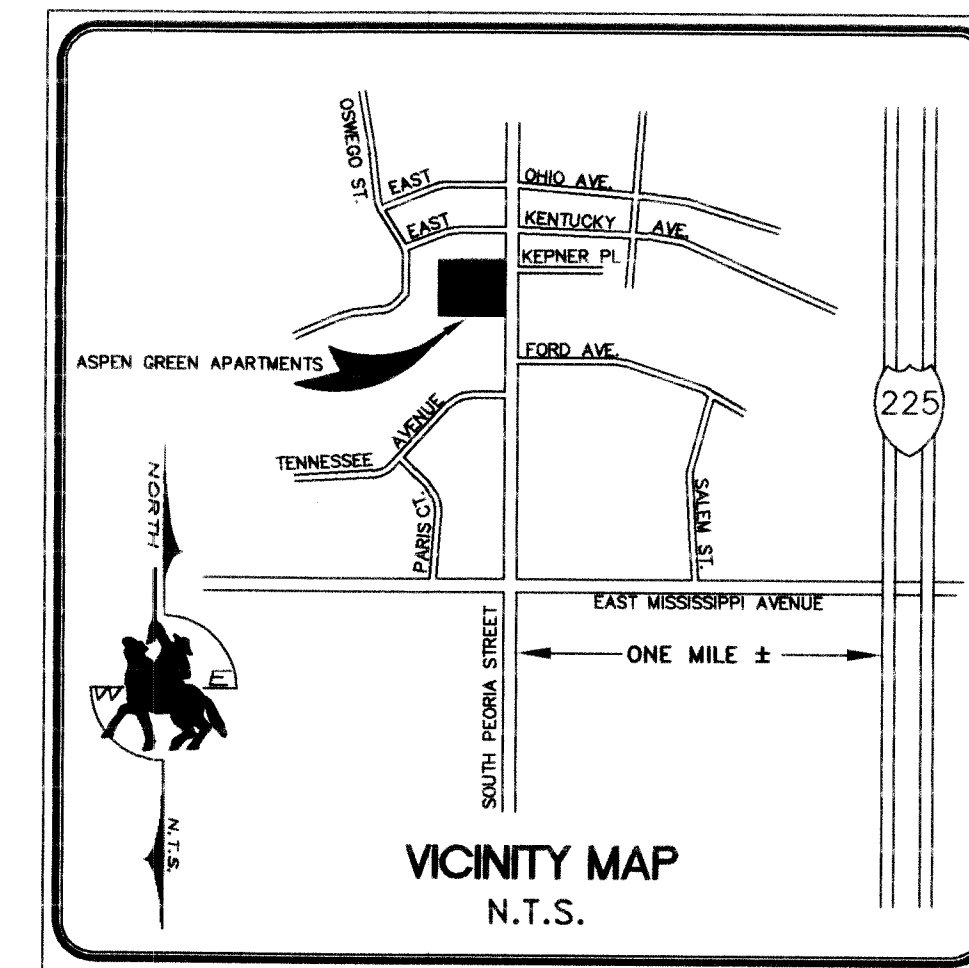 OSWEGO ST.
EAST
OHIO AVE.
EAST
KENTUCKY AVE.
KEPNER PL
ASPEN GREEN APARTMENTS
FORD AVE.
225
TENNESSEE AVENUE
PARIS CT.
SALEM ST.
NORTH
EAST MISSISSIPPI AVENUE
SOUTH PEORIA STREET
ONE MILE ±
W
E
N.T.S.
VICINITY MAP
N.T.S.